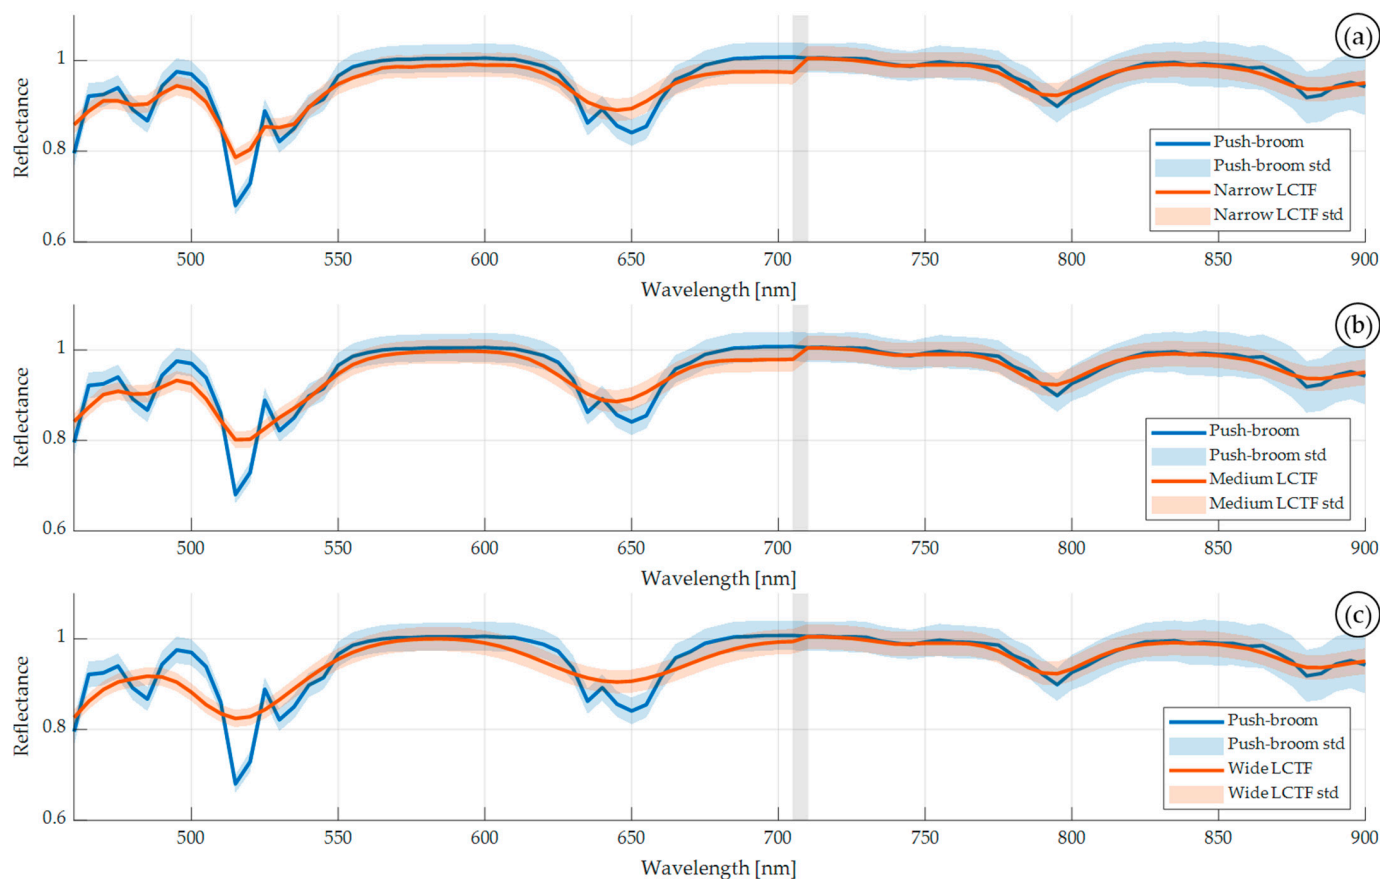 (a)
1
0.8
0.6
Reflectance
Push-broom
Push-broom std
Narrow LCTF
Narrow LCTF std
500 550 600 650 700 750 800 850 900
Wavelength [nm]
(b)
1
0.8
0.6
Reflectance
Push-broom
Push-broom std
Medium LCTF
Medium LCTF std
500 550 600 650 700 750 800 850 900
Wavelength [nm]
(c)
1
0.8
0.6
Reflectance
Push-broom
Push-broom std
Wide LCTF
Wide LCTF std
500 550 600 650 700 750 800 850 900
Wavelength [nm]